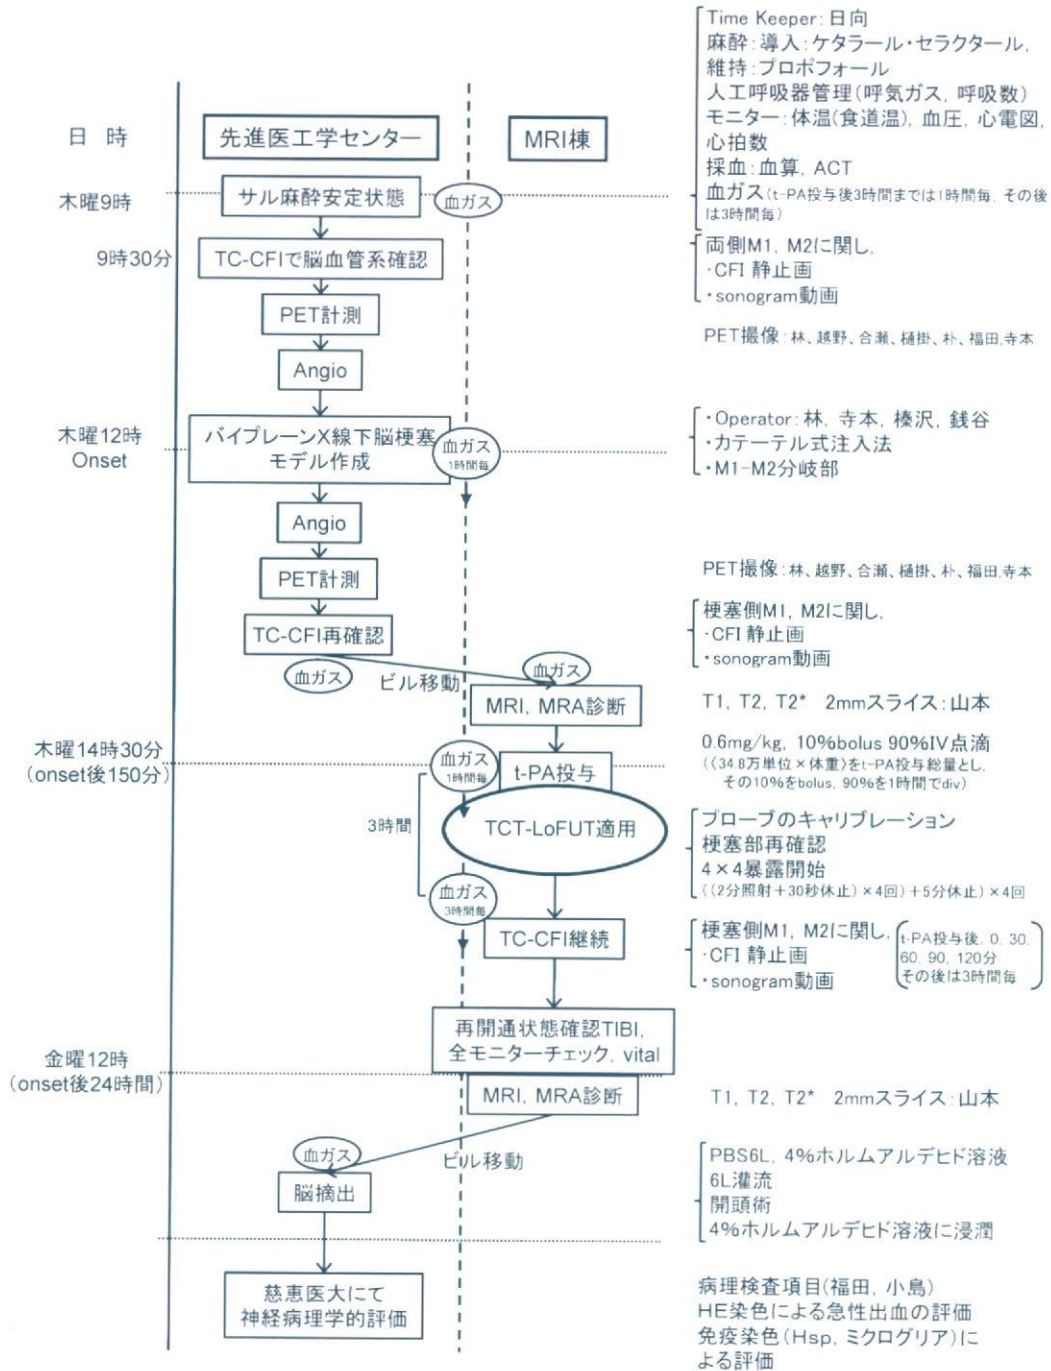 Time Keeper:日向
麻酔:導入:ケタラール・セラクタール,
維持:プロポフォール
人工呼吸器管理(呼気ガス, 呼吸数)
モニター:体温(食道温), 血圧, 心電図,
心拍数
採血:血算, ACT
血ガス(t-PA投与後3時間までは1時間毎, その後
は3時間毎)
日 時
先進医工学センター
MRI棟
木曜9時
サル麻酔安定状態
血ガス
9時30分
TC-CFIで脳血管系確認
両側M1, M2に関し,
・CFI 静止画
・sonogram動画
PET計測
PET撮像:林、越野、合瀬、樋掛、朴、福田,寺本
Angio
木曜12時
Onset
バイプレーンX線下脳梗塞
モデル作成
血ガス
1時間毎
・Operator:林, 寺本, 榛沢, 銭谷
・カテーテル式注入法
・M1-M2分岐部
Angio
PET計測
PET撮像:林、越野、合瀬、樋掛、朴、福田,寺本
TC-CFI再確認
梗塞側M1, M2に関し,
・CFI 静止画
・sonogram動画
血ガス
ビル移動
血ガス
MRI, MRA診断
T1, T2, T2* 2mmスライス:山本
木曜14時30分
(onset後150分)
血ガス
1時間毎
t-PA投与
0.6mg/kg, 10%bolus 90%IV点滴
(〈34.8万単位×体重〉をt-PA投与総量とし,
その10%をbolus, 90%を1時間でdiv)
3時間
TCT-LoFUT適用
プローブのキャリブレーション
梗塞部再確認
4×4暴露開始
((2分照射+30秒休止)×4回)+5分休止)×4回
血ガス
3時間毎
TC-CFI継続
梗塞側M1, M2に関し,
・CFI 静止画
・sonogram動画
t-PA投与後, 0, 30,
60, 90, 120分
その後は3時間毎
再開通状態確認TIBI,
全モニターチェック, vital
金曜12時
(onset後24時間)
MRI, MRA診断
T1, T2, T2* 2mmスライス:山本
血ガス
ビル移動
脳摘出
PBS6L, 4%ホルムアルデヒド溶液
6L灌流
開頭術
4%ホルムアルデヒド溶液に浸潤
慈恵医大にて
神経病理学的評価
病理検査項目(福田, 小島)
HE染色による急性出血の評価
免疫染色(Hsp, ミクログリア)に
よる評価